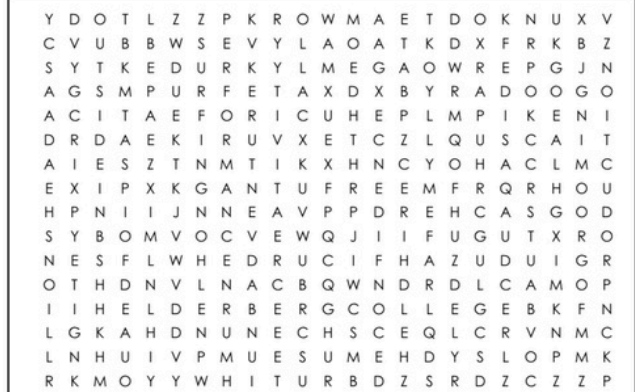 Y D O T L Z Z P K R O W M A E T D O K N U X V
C V U B B W S E V Y L A O A T K D X F R K B Z
S Y T K E D U R K Y L M E G A O W R E P G J N
A G S M P U R F E T A X D X B Y R A D O O G O
A C I T A E F O R I C U H E P L M P I K E N I
D R D A E K I R U V X E T C Z L Q U S C A I T
A I E S Z T N M T I K X H N C Y O H A C L M C
E X I P X K G A N T U F R E E M F R Q R H O U
H P N I I J N N E A V P P D R E H C A S G O D
S Y B O M V O C V E W Q J I I F U G U T X R O
N E S F L W H E D R U C I F H A Z U D U I G R
O T H D N V L N A C B Q W N D R D L C A M O P
I I H E L D E R B E R G C O L L E G E B K F N
L G K A H D N U N E C H S C E Q L C R V N M C
L N H U I V P M U E S U M E H D Y S L O P M K
R K M O Y Y W H I T U R B D Z S R D Z C Z Z P